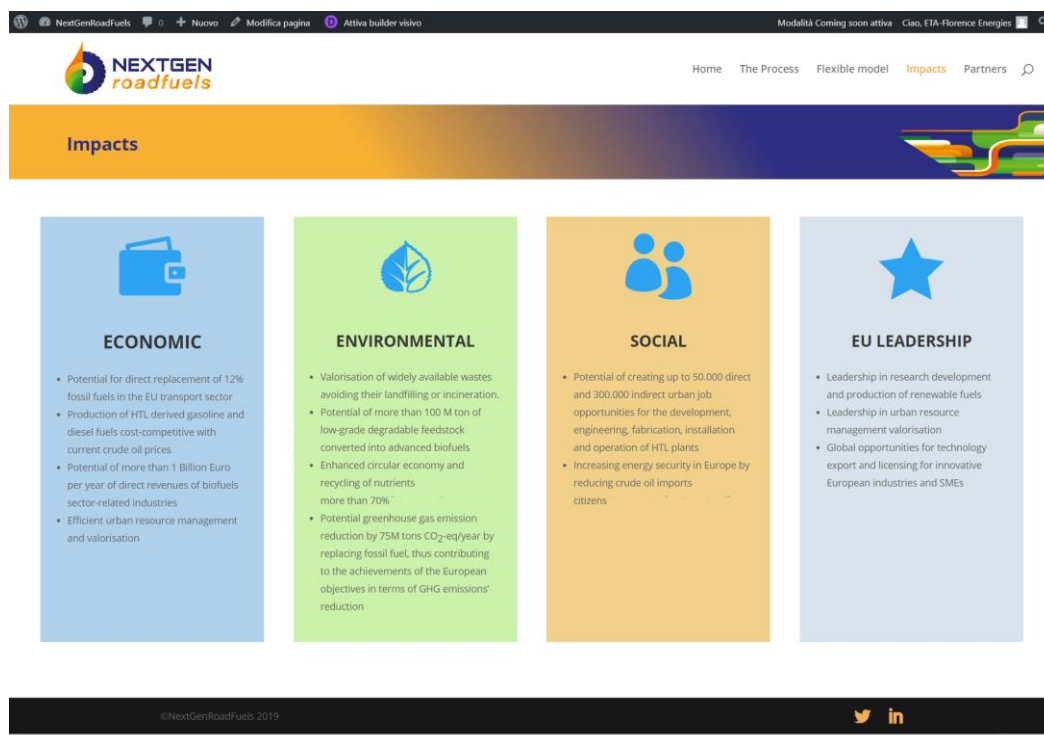 NextGenRoadFuels 0 + Nuovo Modifica pagina D Attiva builder visivo Modalità Coming soon attiva Ciao, ETA-Florence Energies
NEXTGEN
roadfuels
Home The Process Flexible model Impacts Partners
Impacts
ECONOMIC
• Potential for direct replacement of 12%
fossil fuels in the EU transport sector
• Production of HTL derived gasoline and
diesel fuels cost-competitive with
current crude oil prices
• Potential of more than 1 Billion Euro
per year of direct revenues of biofuels
sector-related industries
• Efficient urban resource management
and valorisation
ENVIRONMENTAL
• Valorisation of widely available wastes
avoiding their landfilling or incineration.
• Potential of more than 100 M ton of
low-grade degradable feedstock
converted into advanced biofuels
• Enhanced circular economy and
recycling of nutrients
more than 70%
• Potential greenhouse gas emission
reduction by 75M tons CO2-eq/year by
replacing fossil fuel, thus contributing
to the achievements of the European
objectives in terms of GHG emissions'
reduction
SOCIAL
• Potential of creating up to 50.000 direct
and 300.000 indirect urban job
opportunities for the development,
engineering, fabrication, installation
and operation of HTL plants
• Increasing energy security in Europe by
reducing crude oil imports
citizens
EU LEADERSHIP
• Leadership in research development
and production of renewable fuels
• Leadership in urban resource
management valorisation
• Global opportunities for technology
export and licensing for innovative
European industries and SMEs
©NextGenRoadFuels 2019